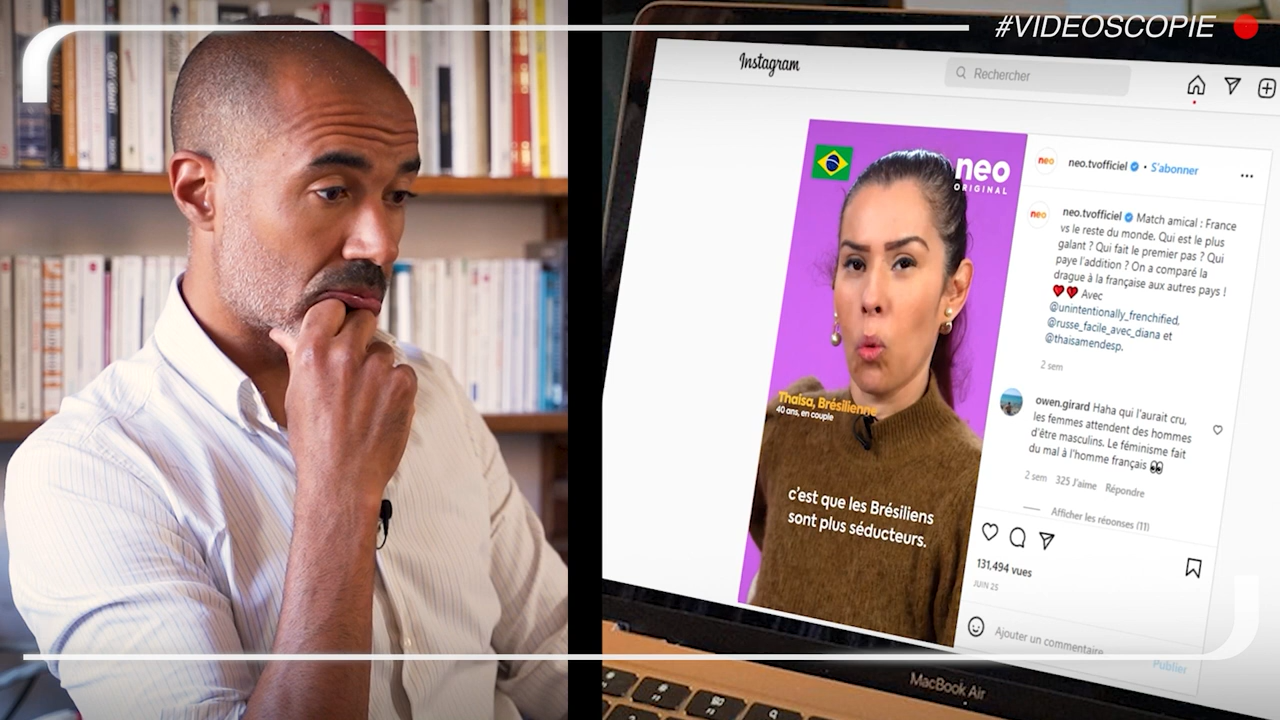 #VIDEOSCOPIE
Instagram
Rechercher
neo
ORIGINAL
Thaïsa, Brésilienne
40 ans, en couple
c'est que les Brésiliens
sont plus séducteurs.
neo
neo.tvofficiel • S'abonner
neo
neo.tvofficiel Match amical : France
vs le reste du monde. Qui est le plus
galant ? Qui fait le premier pas ? Qui
paye l'addition ? On a comparé la
drague à la française aux autres pays !
❤️❤️ Avec
@unintentionally_frenchified,
@russe_facile_avec_diana et
@thaisamendesp.
2 sem
owen.girard Haha qui l'aurait cru,
les femmes attendent des hommes
d'être masculins. Le féminisme fait
du mal à l'homme français 👀
2 sem 325 J'aime Répondre
Afficher les réponses (11)
131,494 vues
JUIN 25
Ajouter un commentaire
Publier
MacBook Air